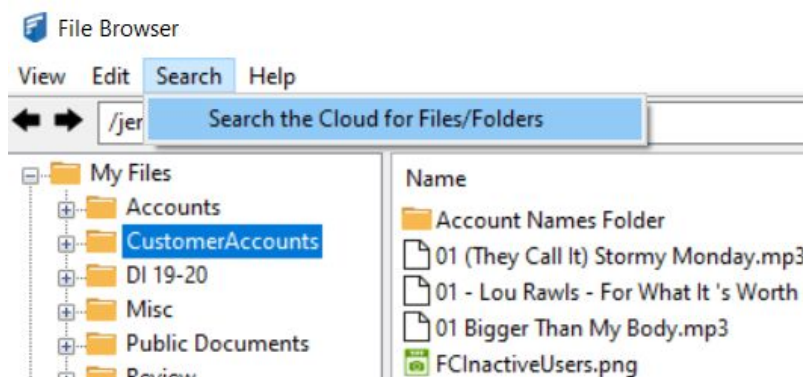 File Browser
View Edit Search Help
/jer
Search the Cloud for Files/Folders
My Files
Accounts
CustomerAccounts
DI 19-20
Misc
Public Documents
Review
Name
Account Names Folder
01 (They Call It) Stormy Monday.mp3
01 - Lou Rawls - For What It 's Worth
01 Bigger Than My Body.mp3
FCInactiveUsers.png